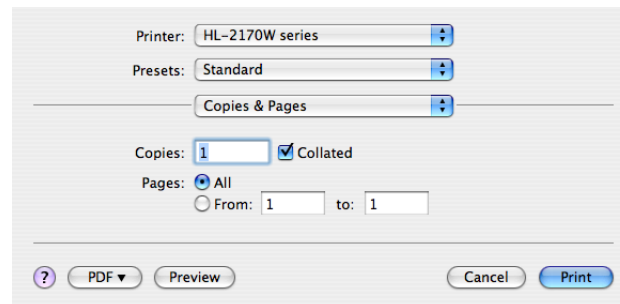 Printer: HL-2170W series
Presets: Standard
Copies & Pages
Copies: 1 Collated
Pages: All
From: 1 to: 1
? PDF▼ Preview Cancel Print